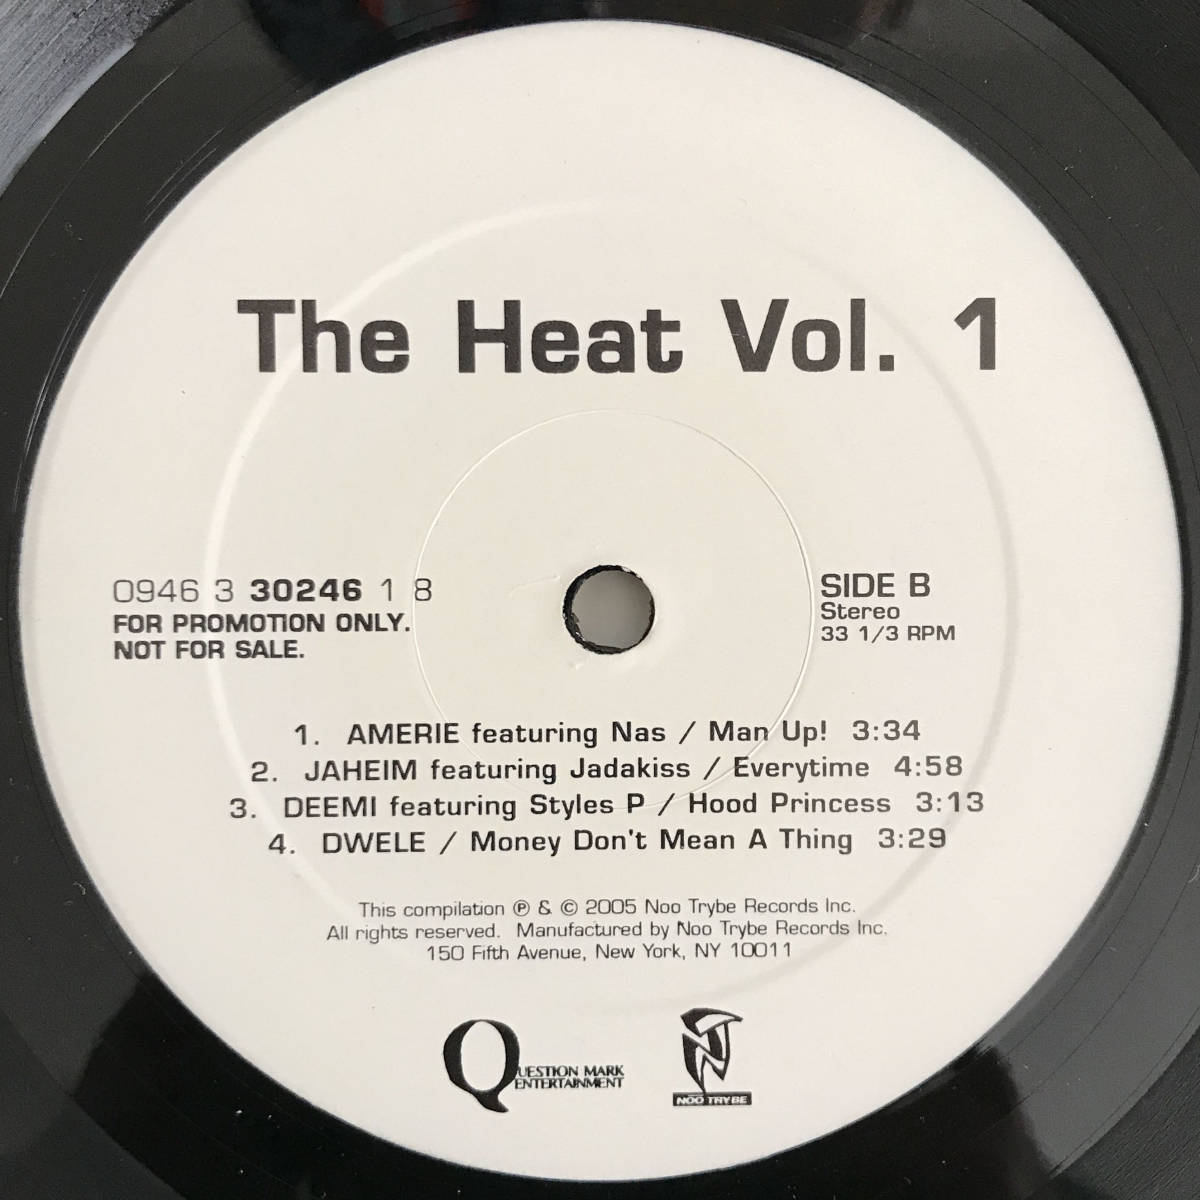 The Heat Vol. 1
0946 3 30246 1 8
FOR PROMOTION ONLY.
NOT FOR SALE.
SIDE B
Stereo
33 1/3 RPM
1. AMERIE featuring Nas / Man Up! 3:34
2. JAHEIM featuring Jadakiss / Everytime 4:58
3. DEEMI featuring Styles P / Hood Princess 3:13
4. DWELE / Money Don't Mean A Thing 3:29
This compilation ℗ & © 2005 Noo Trybe Records Inc.
All rights reserved. Manufactured by Noo Trybe Records Inc.
150 Fifth Avenue, New York, NY 10011
QUESTION MARK
ENTERTAINMENT
NOO TRYBE